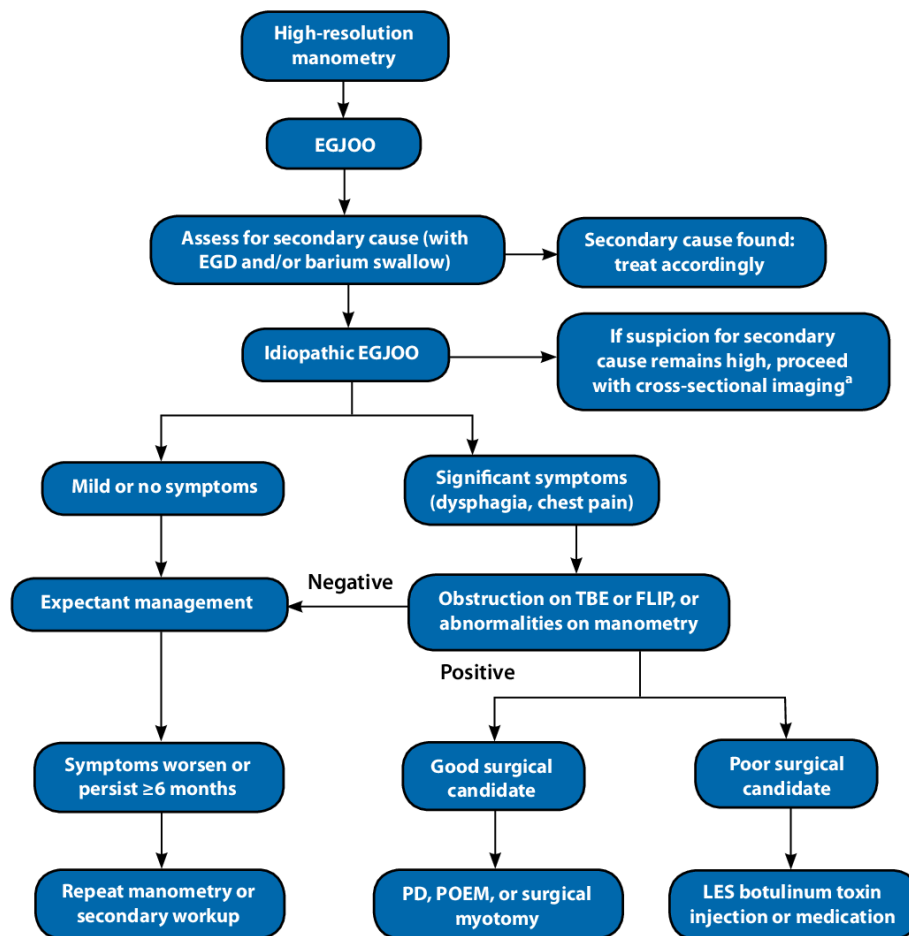 High-resolution
manometry
EGJOO
Assess for secondary cause (with
EGD and/or barium swallow)
Secondary cause found:
treat accordingly
Idiopathic EGJOO
If suspicion for secondary
cause remains high, proceed
with cross-sectional imagingᵃ
Mild or no symptoms
Significant symptoms
(dysphagia, chest pain)
Expectant management
Negative
Obstruction on TBE or FLIP, or
abnormalities on manometry
Positive
Symptoms worsen or
persist ≥6 months
Good surgical
candidate
Poor surgical
candidate
Repeat manometry or
secondary workup
PD, POEM, or surgical
myotomy
LES botulinum toxin
injection or medication